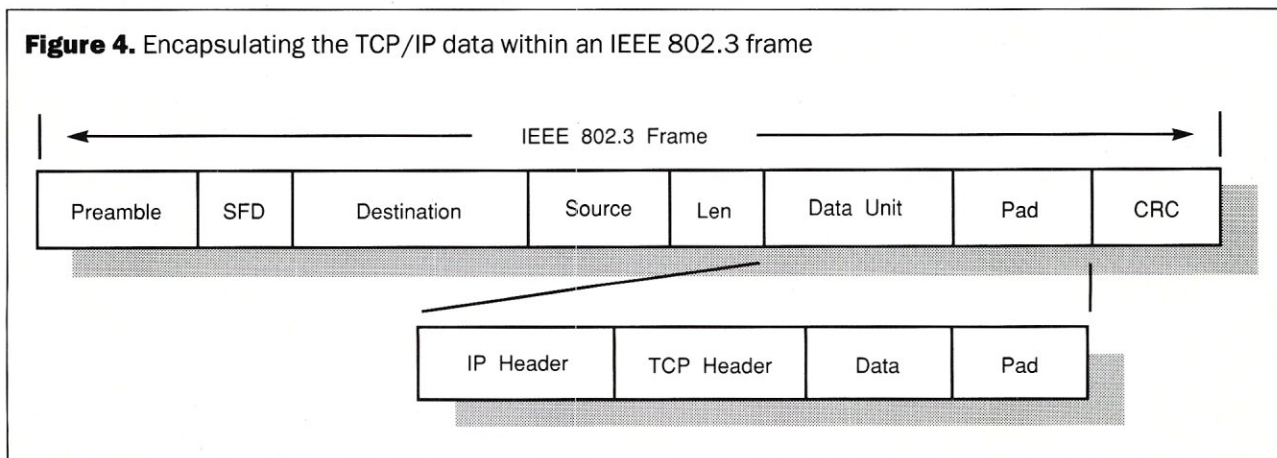 Figure 4. Encapsulating the TCP/IP data within an IEEE 802.3 frame
IEEE 802.3 Frame
Preamble SFD Destination Source Len Data Unit Pad CRC
IP Header TCP Header Data Pad